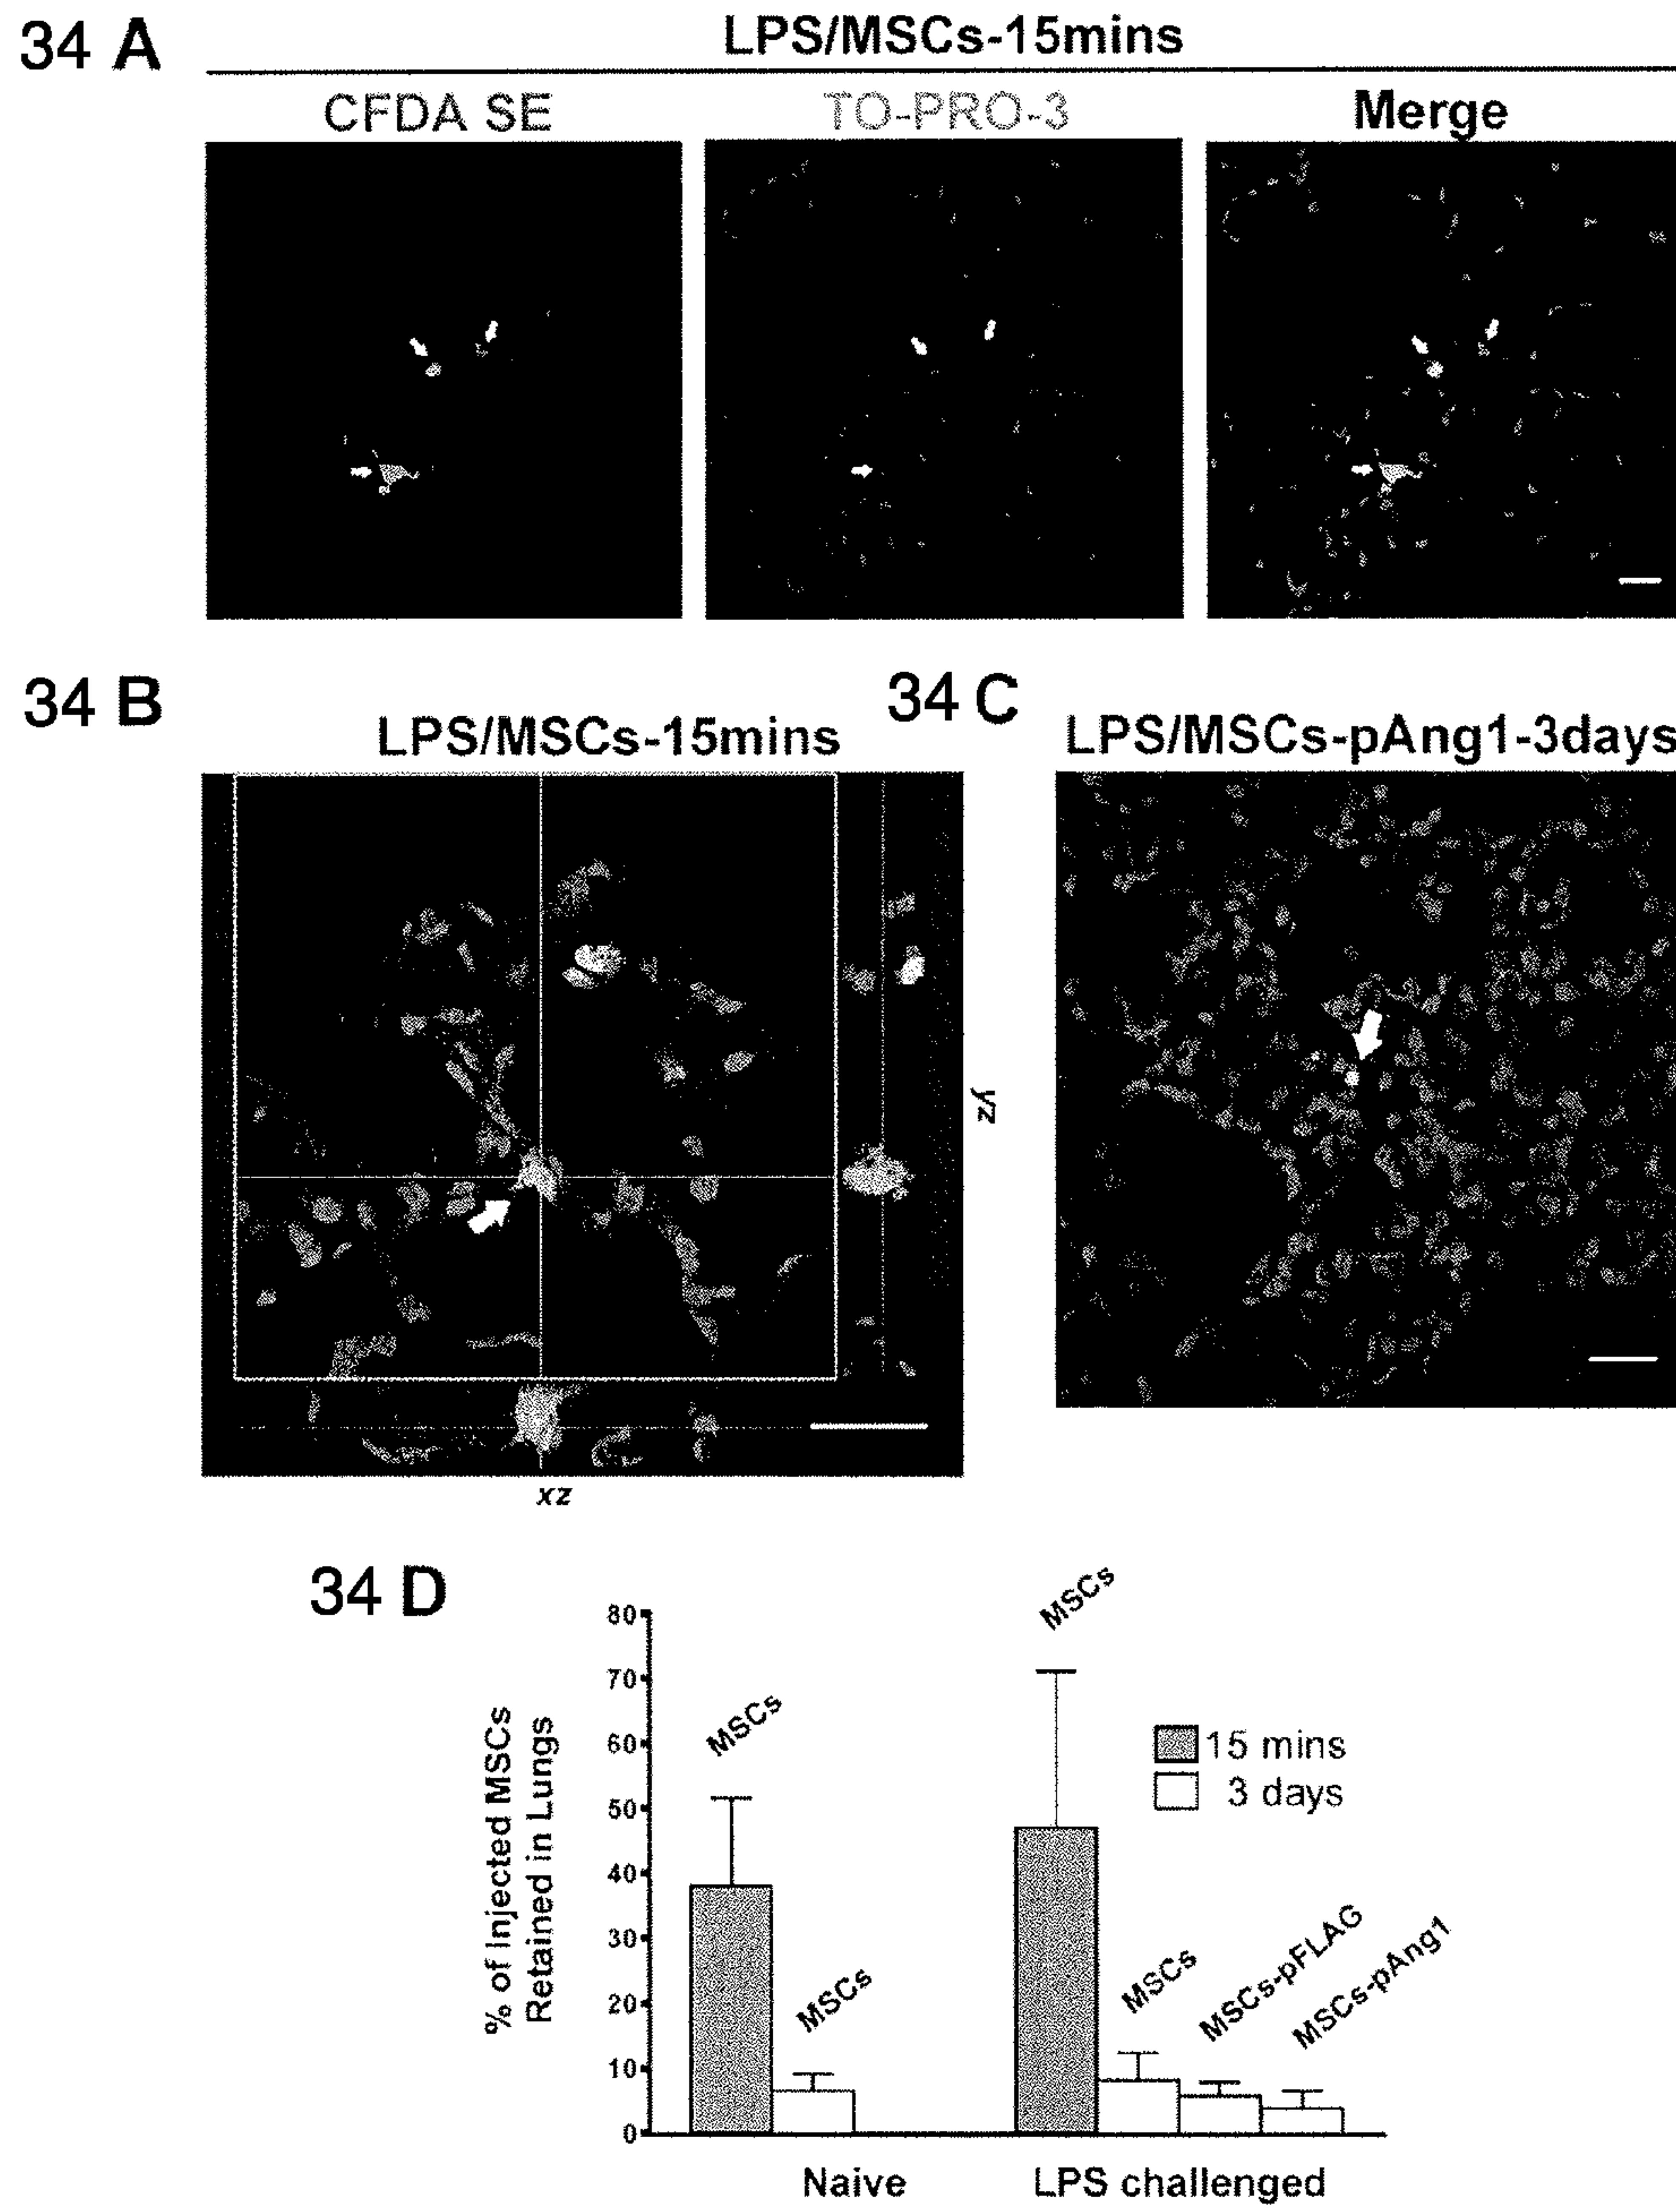 34 A
LPS/MSCs-15mins
CFDA SE
TO-PRO-3
Merge
34 B
LPS/MSCs-15mins
yz
xz
34 C
LPS/MSCs-pAng1-3days
34 D
% of Injected MSCs
Retained in Lungs
80
70
60
50
40
30
20
10
0
MSCs
MSCs
MSCs
MSCs
MSCs-pFLAG
MSCs-pAng1
15 mins
3 days
Naive
LPS challenged